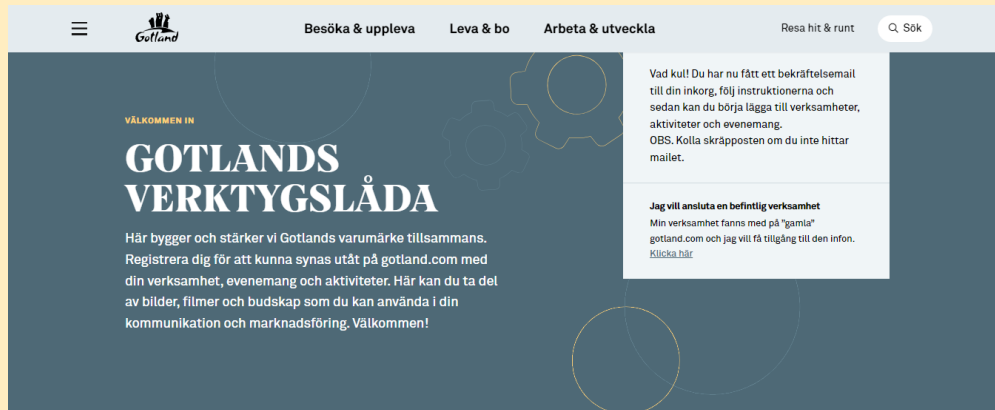 Gotland
Besöka & uppleva
Leva & bo
Arbeta & utveckla
Resa hit & runt
Sök
VÄLKOMMEN IN
GOTLANDS
VERKTYGSLÅDA
Här bygger och stärker vi Gotlands varumärke tillsammans.
Registrera dig för att kunna synas utåt på gotland.com med
din verksamhet, evenemang och aktiviteter. Här kan du ta del
av bilder, filmer och budskap som du kan använda i din
kommunikation och marknadsföring. Välkommen!
Vad kul! Du har nu fått ett bekräftelsemail
till din inkorg, följ instruktionerna och
sedan kan du börja lägga till verksamheter,
aktiviteter och evenemang.
OBS. Kolla skräpposten om du inte hittar
mailet.
Jag vill ansluta en befintlig verksamhet
Min verksamhet fanns med på "gamla"
gotland.com och jag vill få tillgång till den infon.
Klicka här